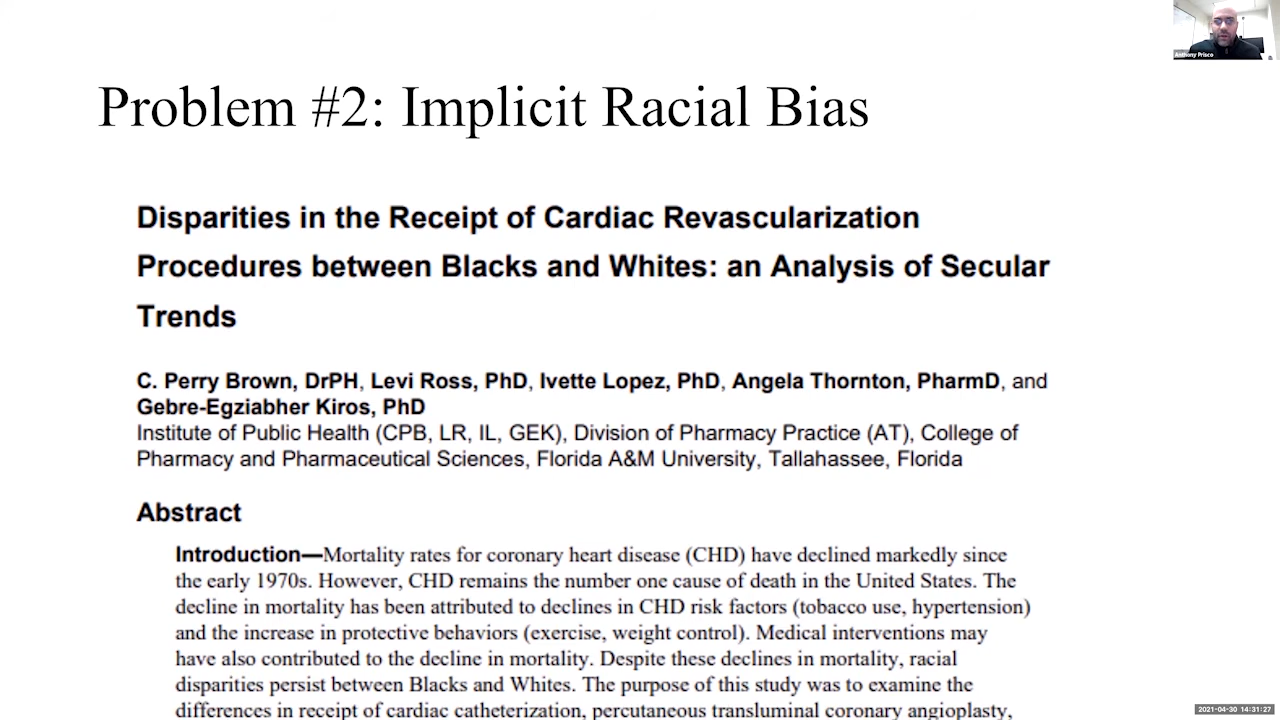 Problem #2: Implicit Racial Bias
Anthony Prisco
Disparities in the Receipt of Cardiac Revascularization
Procedures between Blacks and Whites: an Analysis of Secular
Trends
C. Perry Brown, DrPH, Levi Ross, PhD, Ivette Lopez, PhD, Angela Thornton, PharmD, and
Gebre-Egziabher Kiros, PhD
Institute of Public Health (CPB, LR, IL, GEK), Division of Pharmacy Practice (AT), College of
Pharmacy and Pharmaceutical Sciences, Florida A&M University, Tallahassee, Florida
Abstract
Introduction—Mortality rates for coronary heart disease (CHD) have declined markedly since
the early 1970s. However, CHD remains the number one cause of death in the United States. The
decline in mortality has been attributed to declines in CHD risk factors (tobacco use, hypertension)
and the increase in protective behaviors (exercise, weight control). Medical interventions may
have also contributed to the decline in mortality. Despite these declines in mortality, racial
disparities persist between Blacks and Whites. The purpose of this study was to examine the
differences in receipt of cardiac catheterization, percutaneous transluminal coronary angioplasty,
2021-04-30 14:31:27